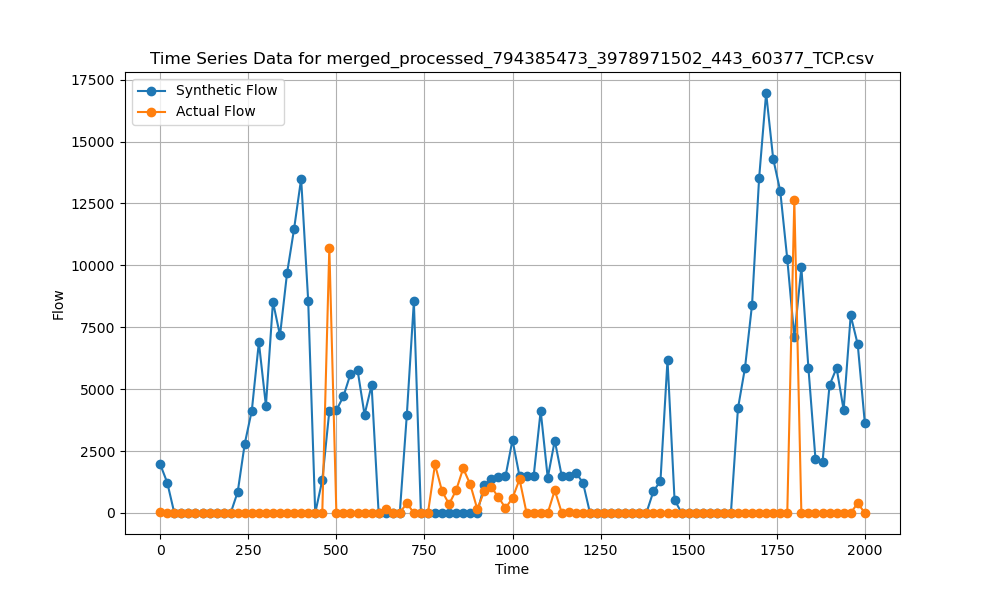 Time Series Data for merged_processed_794385473_3978971502_443_60377_TCP.csv
Synthetic Flow
Actual Flow
17500
15000
12500
10000
7500
5000
2500
0
Flow
0 250 500 750 1000 1250 1500 1750 2000
Time